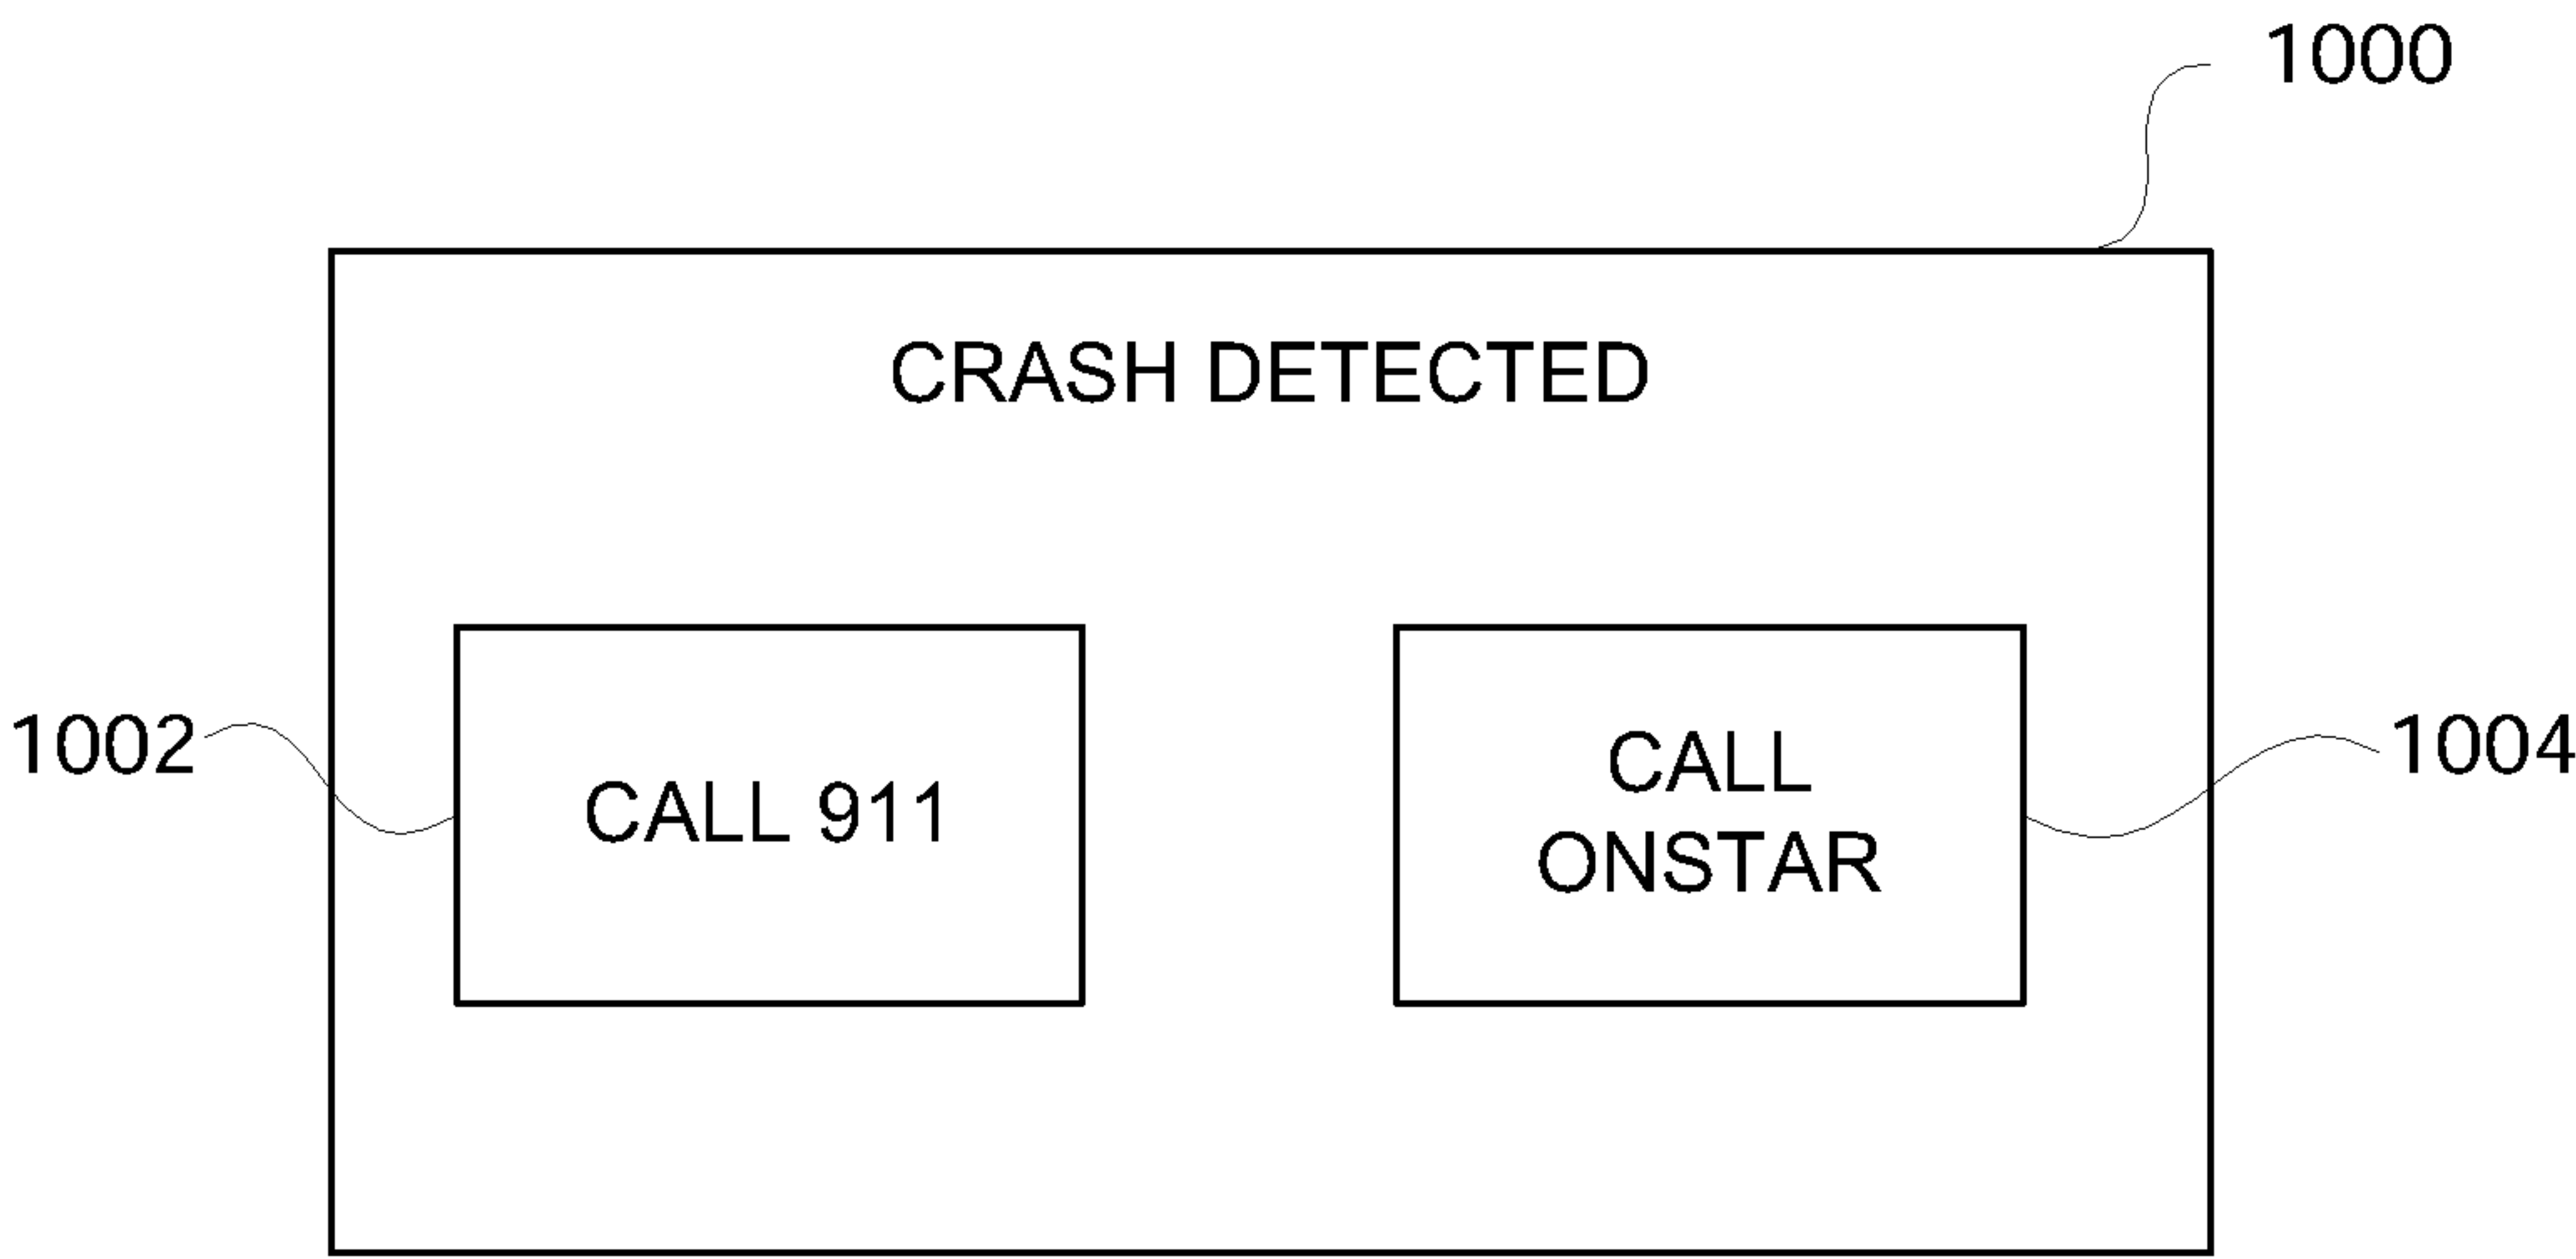 1000
CRASH DETECTED
1002
CALL 911
CALL
ONSTAR
1004